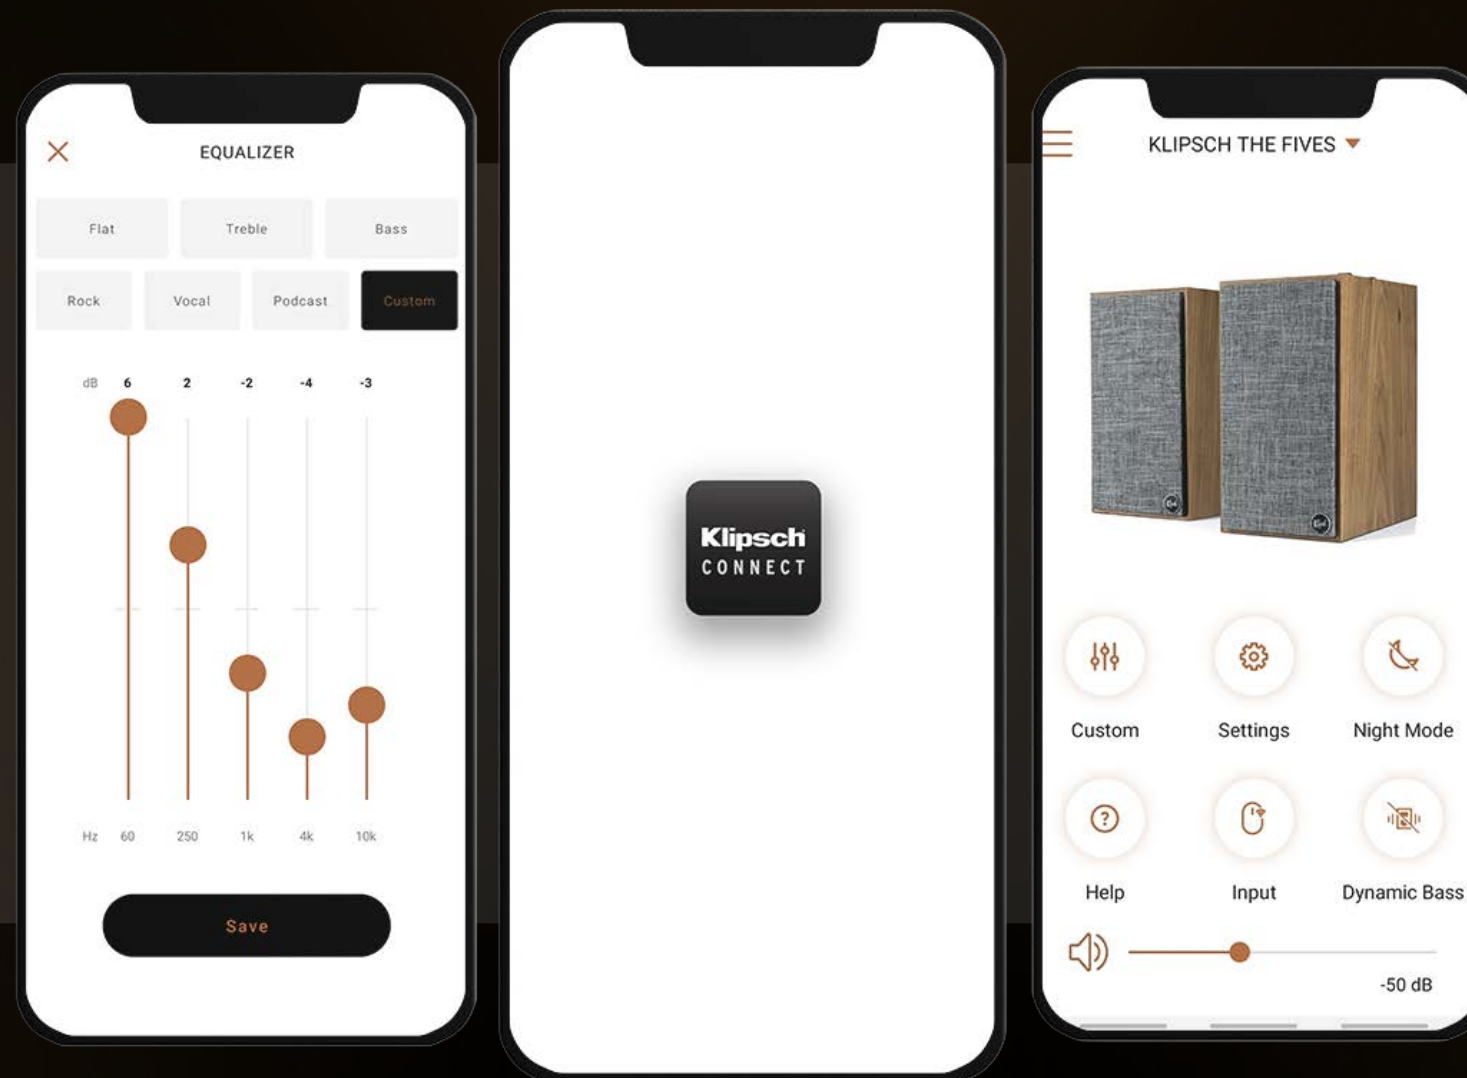 EQUALIZER
Flat Treble Bass
Rock Vocal Podcast Custom
dB 6 2 -2 -4 -3
Hz 60 250 1k 4k 10k
Save
Klipsch
CONNECT
KLIPSCH THE FIVES
Custom Settings Night Mode
Help Input Dynamic Bass
-50 dB